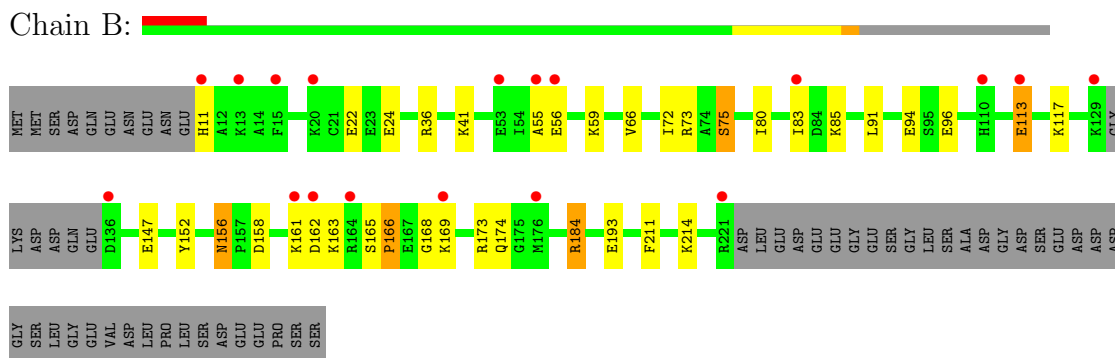 Chain B:
MET MET SER ASP GLN GLU ASN GLU ASN GLU H11 A12 K13 A14 F15 K20 C21 E22 E23 E24 R36 K41 E53 I54 A55 E56 K59 V66 I72 R73 A74 S75 I80 I83 D84 K85 L91 E94 S95 E96 H110 E113 K117 K129 GLY
LYS ASP ASP GLN GLU D136 E147 Y152 N156 P157 D158 K161 D162 K163 R164 S165 P166 E167 G168 K169 R173 Q174 G175 M176 R184 E193 F211 K214 R221 ASP LEU GLU ASP GLU GLU GLY GLU SER GLY LEU SER ALA ASP GLY ASP SER GLU ASP ASP ASP
GLY SER LEU GLY GLU VAL ASP LEU PRO LEU SER ASP GLU GLU PRO SER SER